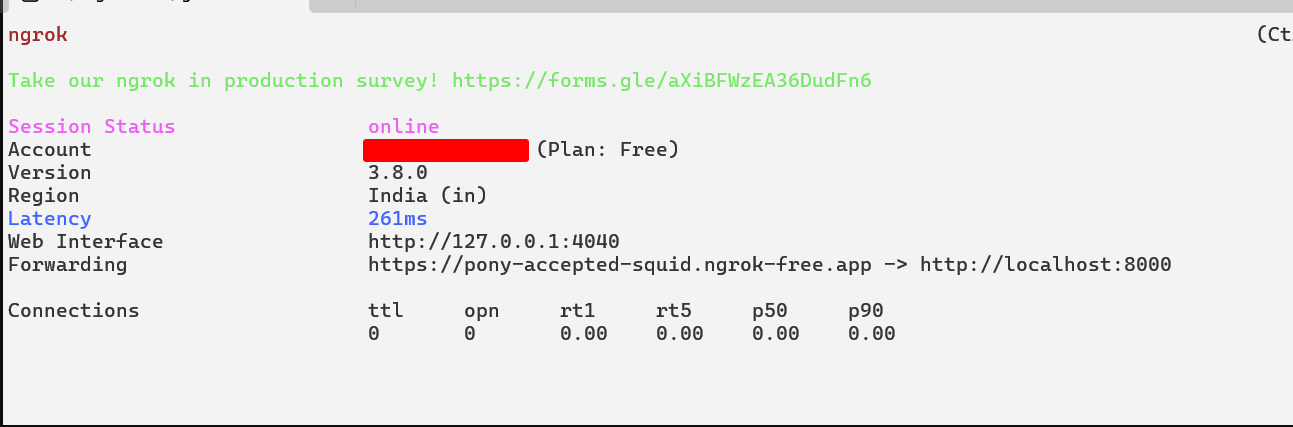 ngrok (Ct
Take our ngrok in production survey! https://forms.gle/aXiBFWzEA36DudFn6
Session Status online
Account (Plan: Free)
Version 3.8.0
Region India (in)
Latency 261ms
Web Interface http://127.0.0.1:4040
Forwarding https://pony-accepted-squid.ngrok-free.app -> http://localhost:8000
Connections ttl opn rt1 rt5 p50 p90
0 0 0.00 0.00 0.00 0.00